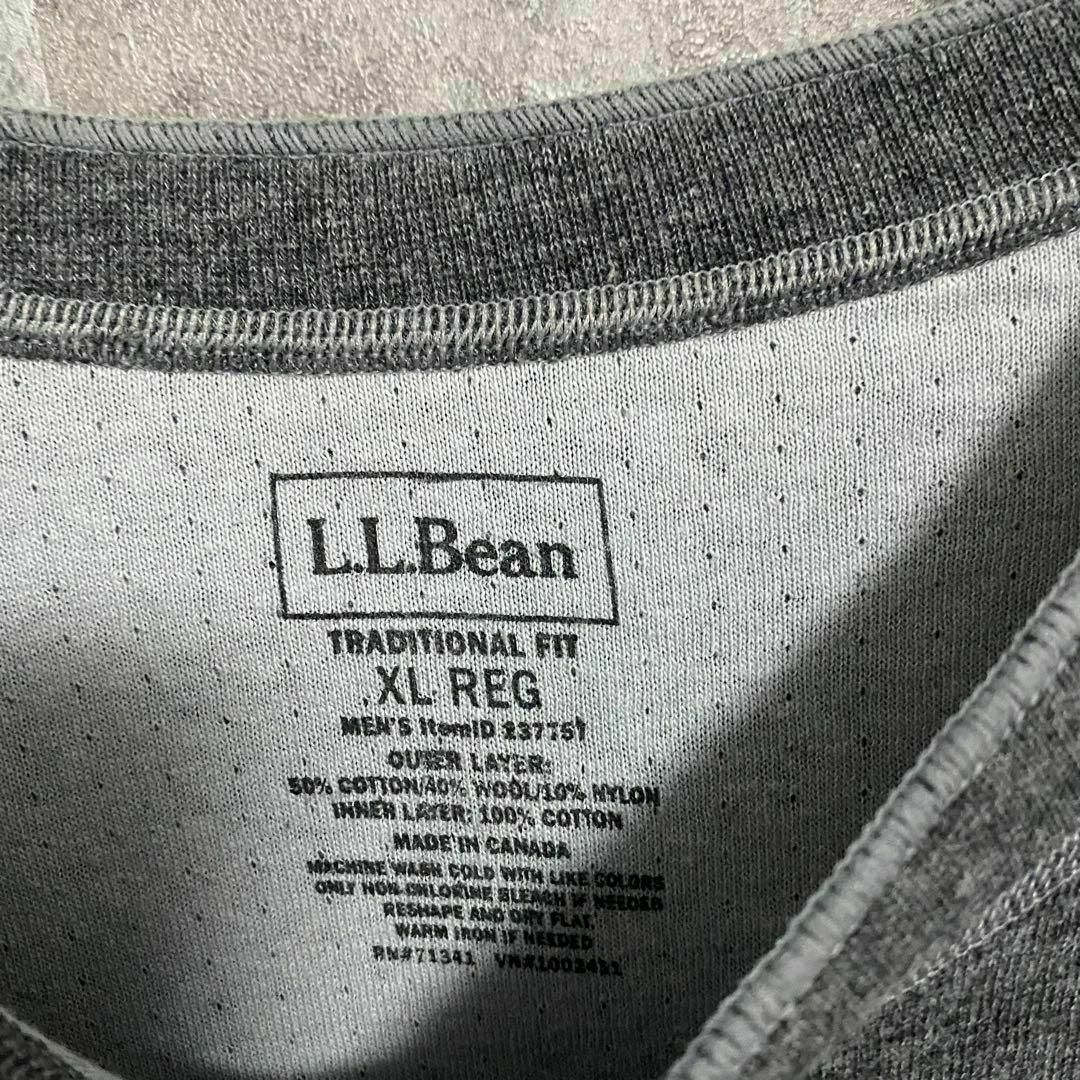 L.L.Bean
TRADITIONAL FIT
XL REG
MEN'S ItemID 237751
OUTER LAYER:
50% COTTON/40% WOOL/10% NYLON
INNER LAYER: 100% COTTON
MADE IN CANADA
MACHINE WASH COLD WITH LIKE COLORS
ONLY NON-CHLORINE BLEACH IF NEEDED
RESHAPE AND DRY FLAT.
WARM IRON IF NEEDED
RN#71341 VN#1002421